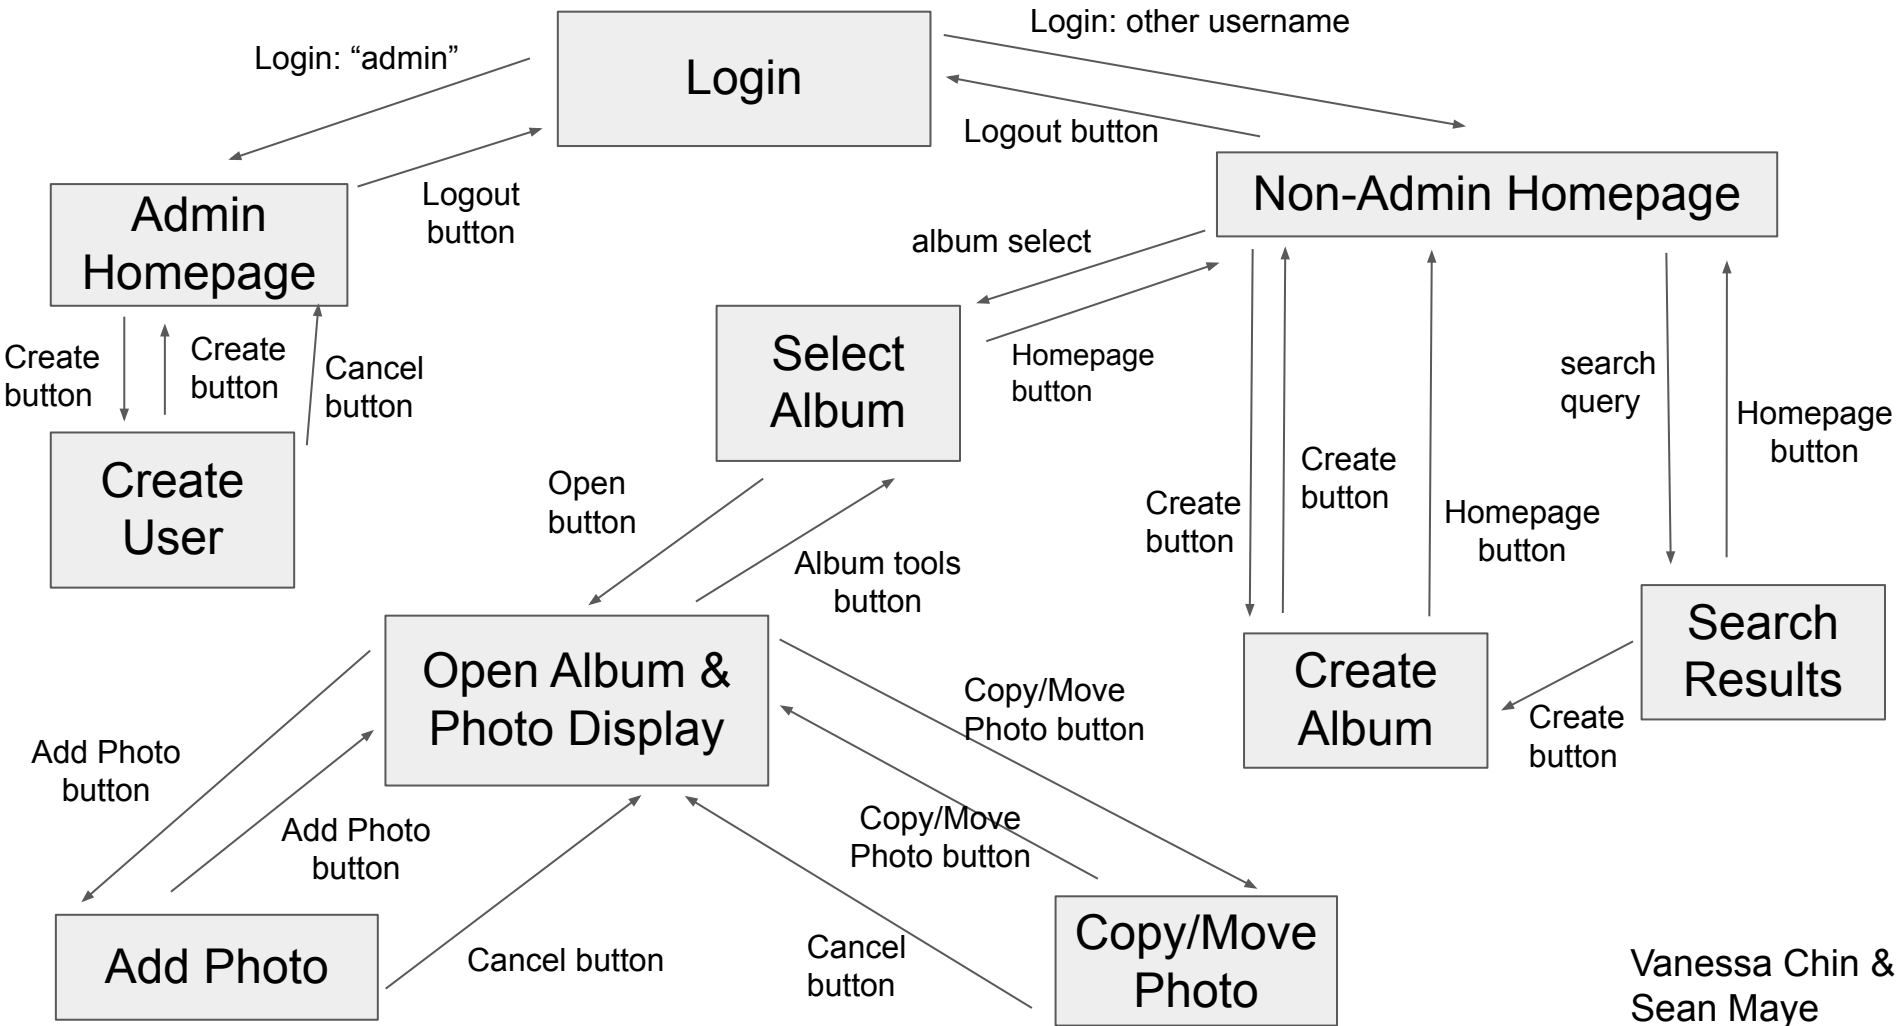 Login: other username
Login: “admin”
Login
Logout button
Non-Admin Homepage
Admin
Homepage
Logout
button
album select
Create
button
Create
button
Cancel
button
Select
Album
Homepage
button
search
query
Homepage
button
Create
User
Open
button
Create
button
Create
button
Homepage
button
Album tools
button
Search
Results
Open Album &
Photo Display
Create
Album
Copy/Move
Photo button
Create
button
Add Photo
button
Add Photo
button
Copy/Move
Photo button
Add Photo
Cancel button
Cancel
button
Copy/Move
Photo
Vanessa Chin &
Sean Maye